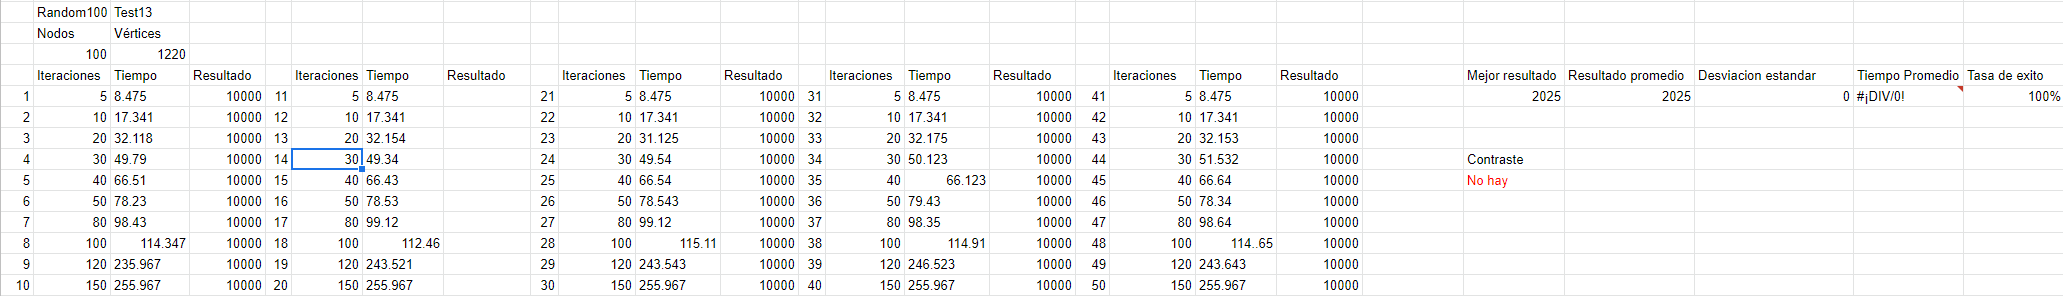 Random100 Test13
Nodos Vértices
100 1220
Iteraciones Tiempo Resultado Iteraciones Tiempo Resultado Iteraciones Tiempo Resultado Iteraciones Tiempo Resultado Iteraciones Tiempo Resultado Mejor resultado Resultado promedio Desviacion estandar Tiempo Promedio Tasa de exito
1 5 8.475 10000 11 5 8.475 21 5 8.475 10000 31 5 8.475 10000 41 5 8.475 10000 2025 2025 0 #¡DIV/0! 100%
2 10 17.341 10000 12 10 17.341 22 10 17.341 10000 32 10 17.341 10000 42 10 17.341 10000
3 20 32.118 10000 13 20 32.154 23 20 31.125 10000 33 20 32.175 10000 43 20 32.153 10000
4 30 49.79 10000 14 30 49.34 24 30 49.54 10000 34 30 50.123 10000 44 30 51.532 10000 Contraste
5 40 66.51 10000 15 40 66.43 25 40 66.54 10000 35 40 66.123 10000 45 40 66.64 10000 No hay
6 50 78.23 10000 16 50 78.53 26 50 78.543 10000 36 50 79.43 10000 46 50 78.34 10000
7 80 98.43 10000 17 80 99.12 27 80 99.12 10000 37 80 98.35 10000 47 80 98.64 10000
8 100 114.347 10000 18 100 112.46 28 100 115.11 10000 38 100 114.91 10000 48 100 114..65 10000
9 120 235.967 10000 19 120 243.521 29 120 243.543 10000 39 120 246.523 10000 49 120 243.643 10000
10 150 255.967 10000 20 150 255.967 30 150 255.967 10000 40 150 255.967 10000 50 150 255.967 10000